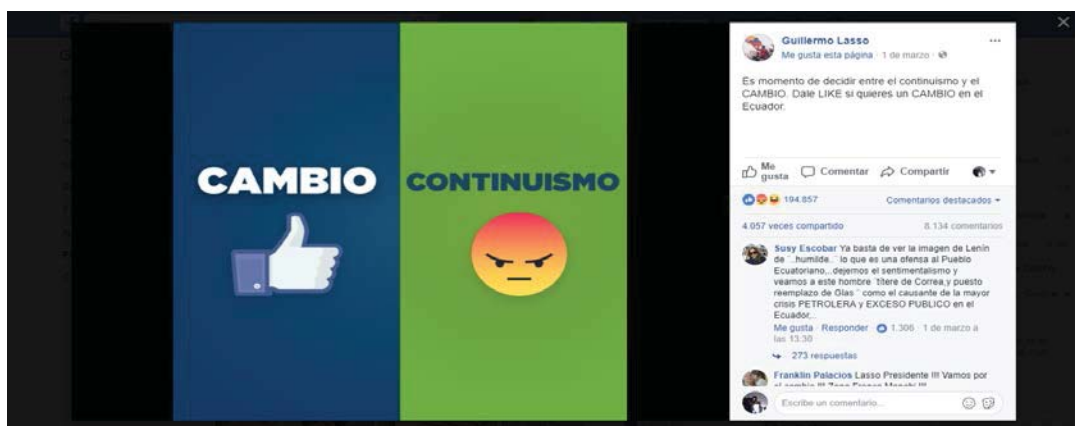 CAMBIO
CONTINUISMO
Guillermo Lasso
Me gusta esta página · 1 de marzo ·
Es momento de decidir entre el continuismo y el
CAMBIO. Dale LIKE si quieres un CAMBIO en el
Ecuador.
Me gusta Comentar Compartir
194.857 Comentarios destacados
4.057 veces compartido 8.134 comentarios
Susy Escobar Ya basta de ver la imagen de Lenín
de ¨..humilde..¨ lo que es una ofensa al Pueblo
Ecuatoriano,..dejemos el sentimentalismo y
veamos a este hombre ¨títere de Correa,y puesto
reemplazo de Glas ¨ como el causante de la mayor
crisis PETROLERA y EXCESO PUBLICO en el
Ecuador,..
Me gusta · Responder · 1.306 · 1 de marzo a
las 13:30
273 respuestas
Franklin Palacios Lasso Presidente !!! Vamos por
el cambio !!!
Escribe un comentario...